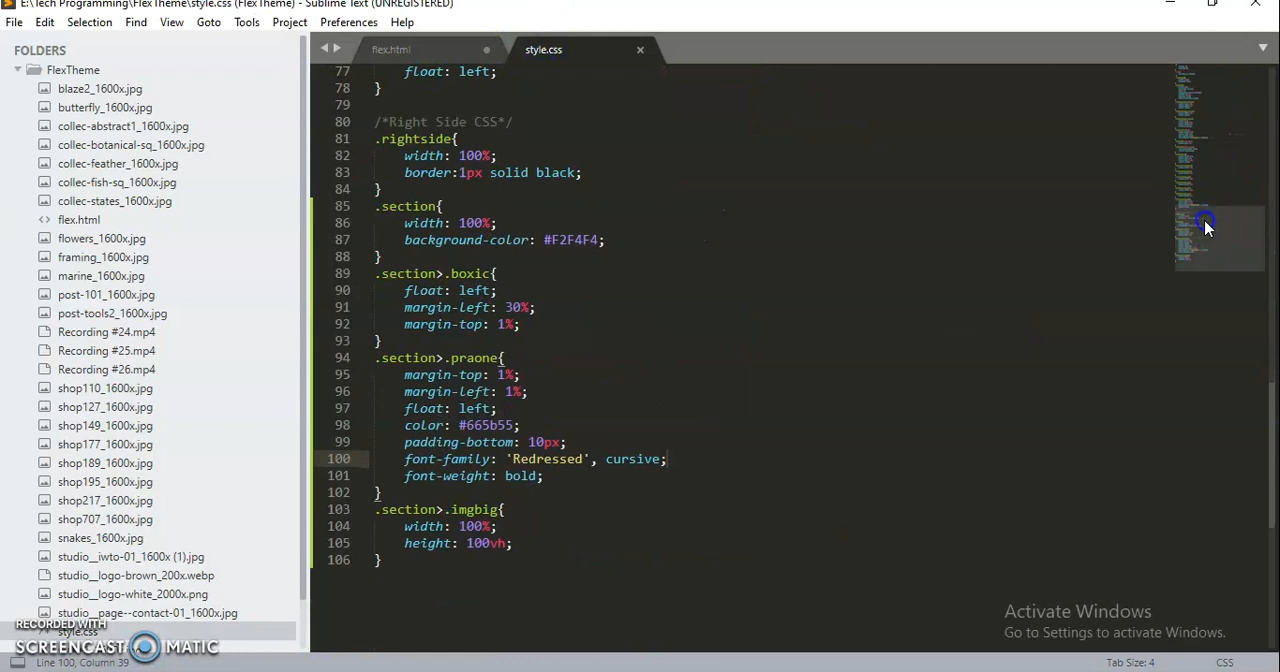 E:\Tech Programming\FlexTheme\style.css (FlexTheme) - Sublime Text (UNREGISTERED)
File Edit Selection Find View Goto Tools Project Preferences Help
FOLDERS
FlexTheme
blaze2_1600x.jpg
butterfly_1600x.jpg
collec-abstract1_1600x.jpg
collec-botanical-sq_1600x.jpg
collec-feather_1600x.jpg
collec-fish-sq_1600x.jpg
collec-states_1600x.jpg
<> flex.html
flowers_1600x.jpg
framing_1600x.jpg
marine_1600x.jpg
post-101_1600x.jpg
post-tools2_1600x.jpg
Recording #24.mp4
Recording #25.mp4
Recording #26.mp4
shop110_1600x.jpg
shop127_1600x.jpg
shop149_1600x.jpg
shop177_1600x.jpg
shop189_1600x.jpg
shop195_1600x.jpg
shop217_1600x.jpg
shop707_1600x.jpg
snakes_1600x.jpg
studio__iwto-01_1600x (1).jpg
studio__logo-brown_200x.webp
studio__logo-white_2000x.png
studio__page--contact-01_1600x.jpg
style.css
RECORDED WITH
SCREENCAST MATIC
flex.html style.css
77 float: left;
78 }
79
80 /*Right Side CSS*/
81 .rightside{
82 width: 100%;
83 border:1px solid black;
84 }
85 .section{
86 width: 100%;
87 background-color: #F2F4F4;
88 }
89 .section>.boxic{
90 float: left;
91 margin-left: 30%;
92 margin-top: 1%;
93 }
94 .section>.praone{
95 margin-top: 1%;
96 margin-left: 1%;
97 float: left;
98 color: #665b55;
99 padding-bottom: 10px;
100 font-family: 'Redressed', cursive;
101 font-weight: bold;
102 }
103 .section>.imgbig{
104 width: 100%;
105 height: 100vh;
106 }
Activate Windows
Go to Settings to activate Windows.
Line 100, Column 39 Tab Size: 4 CSS